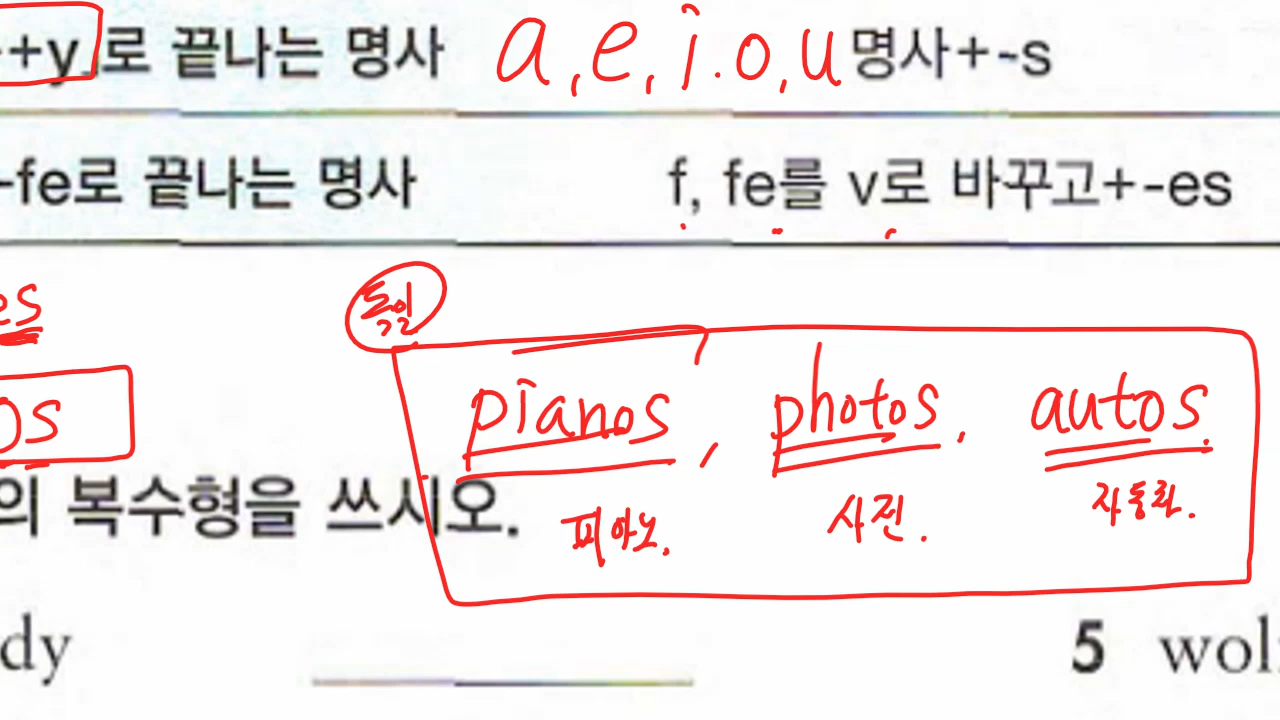 +y로 끝나는 명사 a, e, i. o, u 명사+-s
-fe로 끝나는 명사 f, fe를 v로 바꾸고+-es
es
os
pianos, photos, autos.
의 복수형을 쓰시오.
피아노. 사진. 자동차.
dy
5 wol